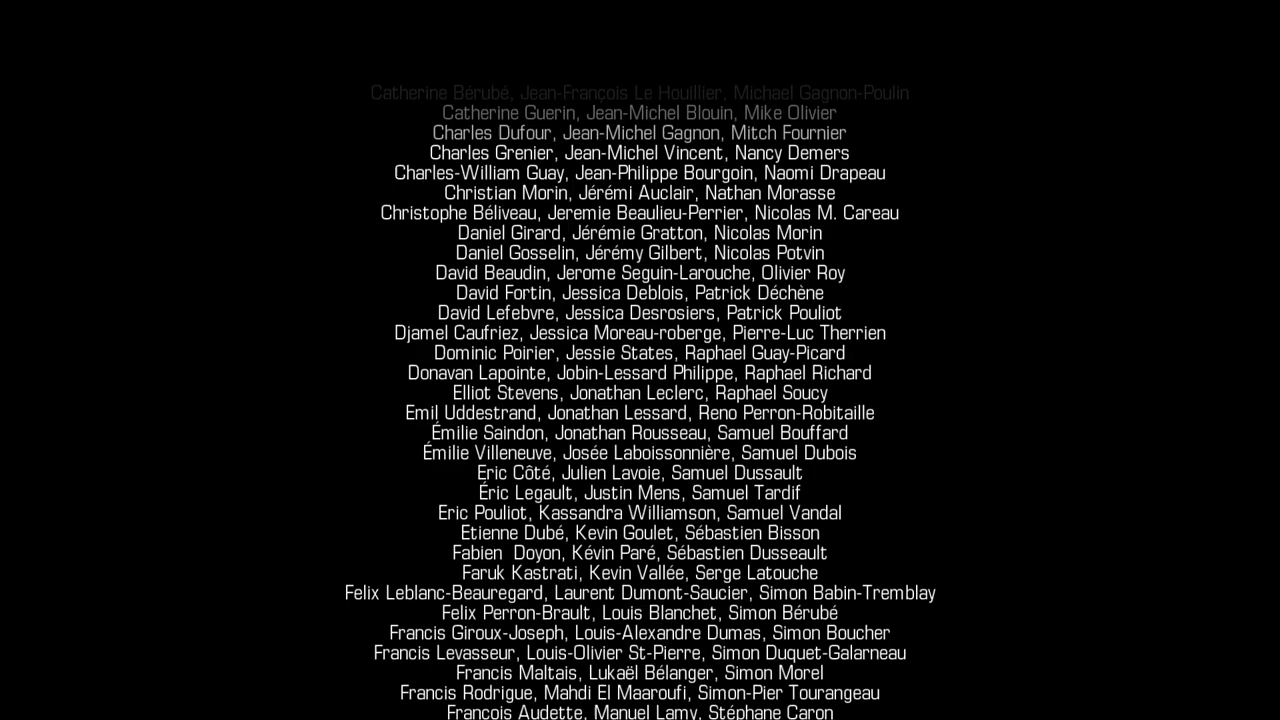 Catherine Bérubé, Jean-François Le Houillier, Michael Gagnon-Poulin
Catherine Guerin, Jean-Michel Blouin, Mike Olivier
Charles Dufour, Jean-Michel Gagnon, Mitch Fournier
Charles Grenier, Jean-Michel Vincent, Nancy Demers
Charles-William Guay, Jean-Philippe Bourgoin, Naomi Drapeau
Christian Morin, Jérémi Auclair, Nathan Morasse
Christophe Béliveau, Jeremie Beaulieu-Perrier, Nicolas M. Careau
Daniel Girard, Jérémie Gratton, Nicolas Morin
Daniel Gosselin, Jérémy Gilbert, Nicolas Potvin
David Beaudin, Jerome Seguin-Larouche, Olivier Roy
David Fortin, Jessica Deblois, Patrick Déchène
David Lefebvre, Jessica Desrosiers, Patrick Pouliot
Djamel Caufriez, Jessica Moreau-roberge, Pierre-Luc Therrien
Dominic Poirier, Jessie States, Raphael Guay-Picard
Donavan Lapointe, Jobin-Lessard Philippe, Raphael Richard
Elliot Stevens, Jonathan Leclerc, Raphael Soucy
Emil Uddestrand, Jonathan Lessard, Reno Perron-Robitaille
Émilie Saindon, Jonathan Rousseau, Samuel Bouffard
Émilie Villeneuve, Josée Laboissonnière, Samuel Dubois
Eric Côté, Julien Lavoie, Samuel Dussault
Éric Legault, Justin Mens, Samuel Tardif
Eric Pouliot, Kassandra Williamson, Samuel Vandal
Etienne Dubé, Kevin Goulet, Sébastien Bisson
Fabien  Doyon, Kévin Paré, Sébastien Dusseault
Faruk Kastrati, Kevin Vallée, Serge Latouche
Felix Leblanc-Beauregard, Laurent Dumont-Saucier, Simon Babin-Tremblay
Felix Perron-Brault, Louis Blanchet, Simon Bérubé
Francis Giroux-Joseph, Louis-Alexandre Dumas, Simon Boucher
Francis Levasseur, Louis-Olivier St-Pierre, Simon Duquet-Galarneau
Francis Maltais, Lukaël Bélanger, Simon Morel
Francis Rodrigue, Mahdi El Maaroufi, Simon-Pier Tourangeau
François Audette, Manuel Lamy, Stéphane Caron